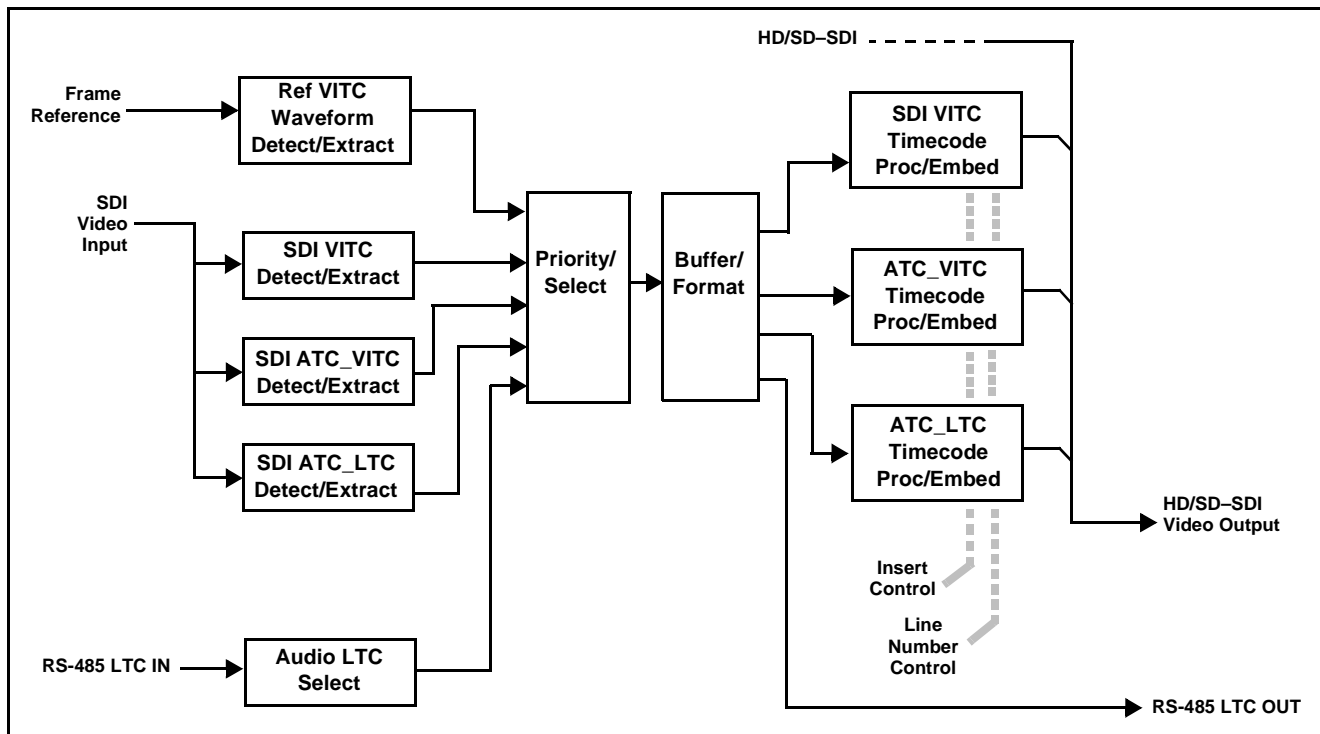 HD/SD–SDI
Frame
Reference
Ref VITC
Waveform
Detect/Extract
SDI VITC
Timecode
Proc/Embed
SDI
Video
Input
SDI VITC
Detect/Extract
Priority/
Select
Buffer/
Format
ATC_VITC
Timecode
Proc/Embed
SDI ATC_VITC
Detect/Extract
SDI ATC_LTC
Detect/Extract
ATC_LTC
Timecode
Proc/Embed
HD/SD–SDI
Video Output
Insert
Control
Line
Number
Control
RS-485 LTC IN
Audio LTC
Select
RS-485 LTC OUT